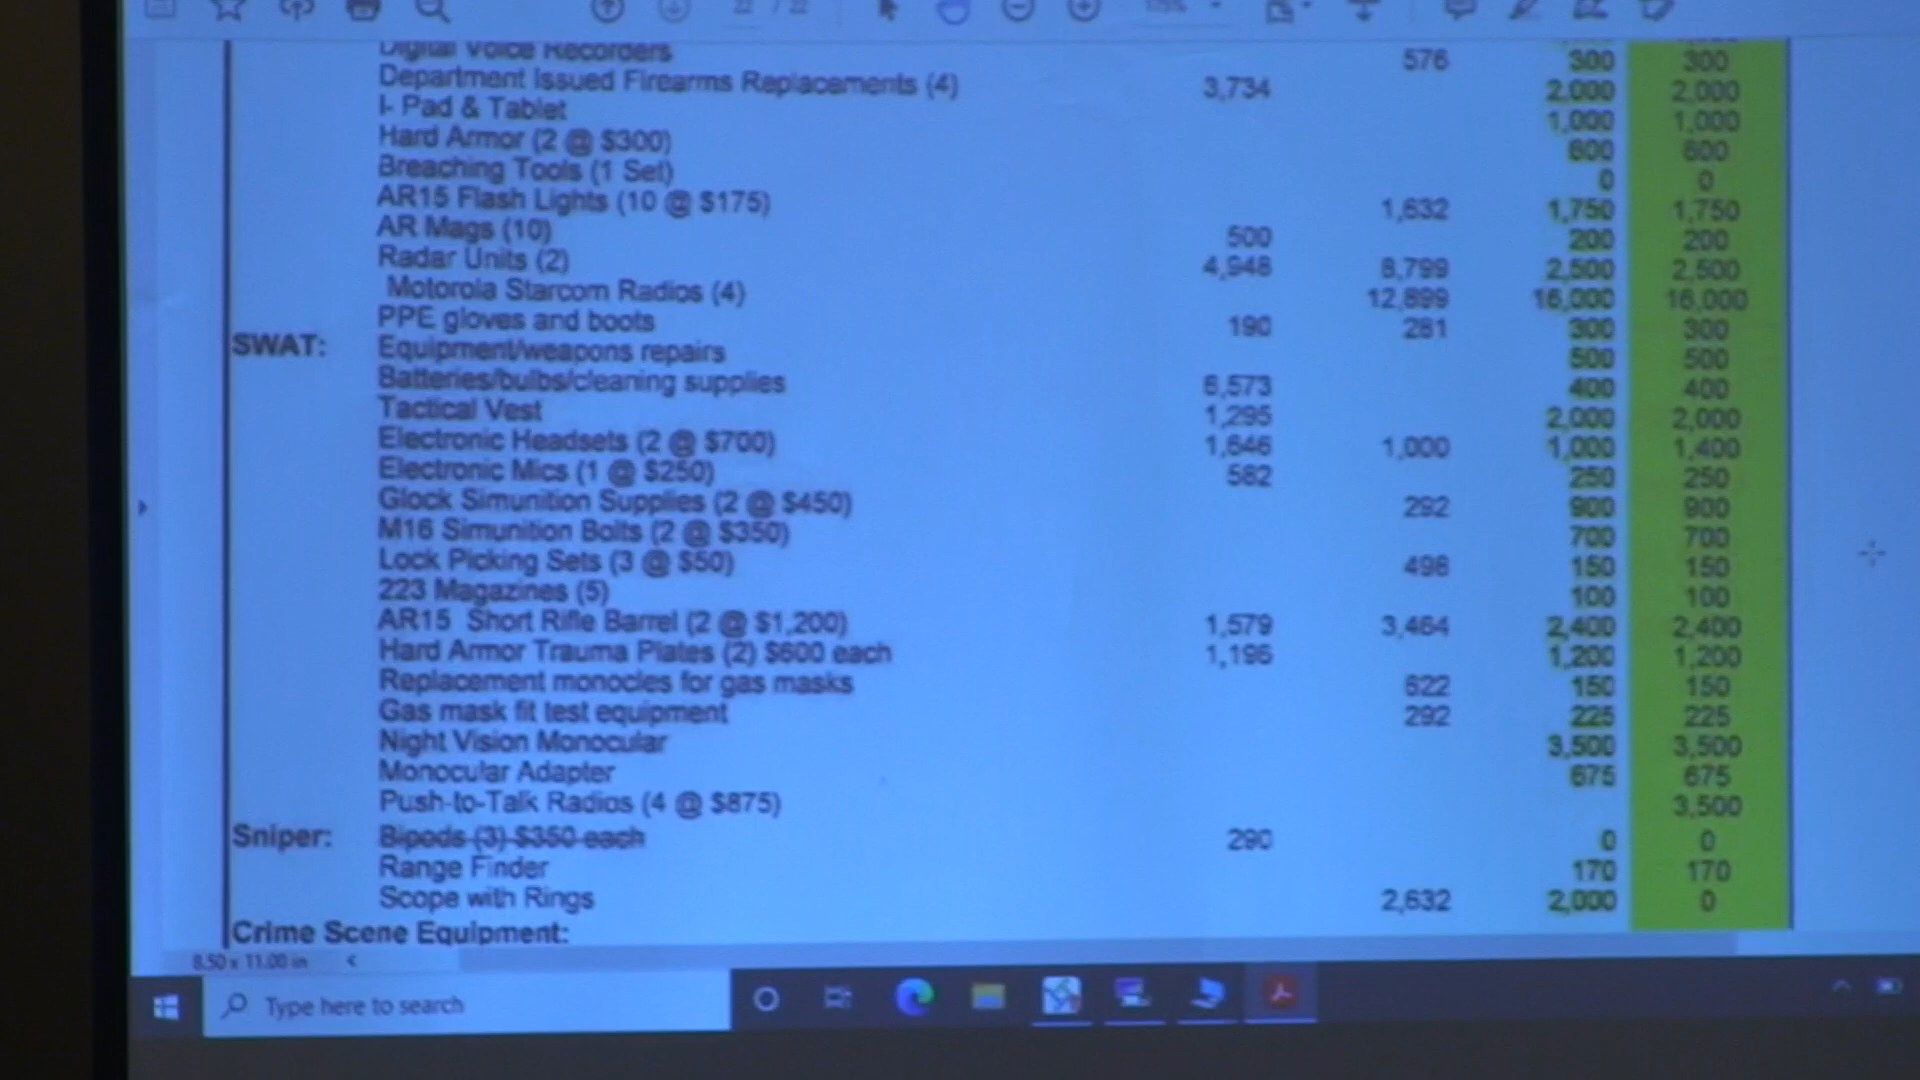 Digital Voice Recorders 576 300 300
Department Issued Firearms Replacements (4) 3,734 2,000 2,000
I- Pad & Tablet 1,000 1,000
Hard Armor (2 @ $300) 600 600
Breaching Tools (1 Set) 0 0
AR15 Flash Lights (10 @ $175) 1,632 1,750 1,750
AR Mags (10) 500 200 200
Radar Units (2) 4,948 8,799 2,500 2,500
Motorola Starcom Radios (4) 12,899 16,000 16,000
PPE gloves and boots 190 281 300 300
SWAT: Equipment/weapons repairs 500 500
Batteries/bulbs/cleaning supplies 6,573 400 400
Tactical Vest 1,295 2,000 2,000
Electronic Headsets (2 @ $700) 1,646 1,000 1,000 1,400
Electronic Mics (1 @ $250) 582 250 250
Glock Simunition Supplies (2 @ $450) 292 900 900
M16 Simunition Bolts (2 @ $350) 700 700
Lock Picking Sets (3 @ $50) 498 150 150
223 Magazines (5) 100 100
AR15 Short Rifle Barrel (2 @ $1,200) 1,579 3,464 2,400 2,400
Hard Armor Trauma Plates (2) $600 each 1,196 1,200 1,200
Replacement monocles for gas masks 622 150 150
Gas mask fit test equipment 292 225 225
Night Vision Monocular 3,500 3,500
Monocular Adapter 675 675
Push-to-Talk Radios (4 @ $875) 3,500
Sniper: Bipods (3) $350 each 290 0 0
Range Finder 170 170
Scope with Rings 2,632 2,000 0
Crime Scene Equipment:
8.50 x 11.00 in
Type here to search